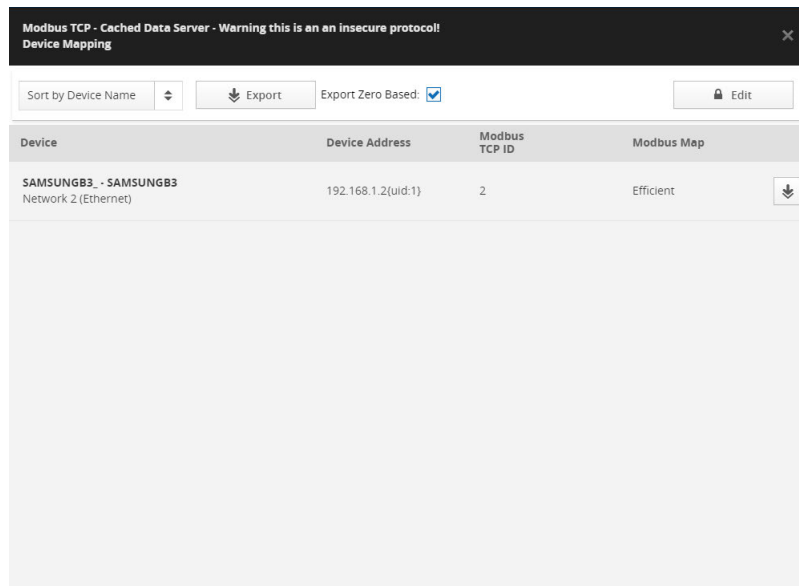 Modbus TCP - Cached Data Server - Warning this is an an insecure protocol!
Device Mapping
Sort by Device Name
Export
Export Zero Based:
Edit
Device
Device Address
Modbus
TCP ID
Modbus Map
SAMSUNGB3_ - SAMSUNGB3
Network 2 (Ethernet)
192.168.1.2{uid:1}
2
Efficient